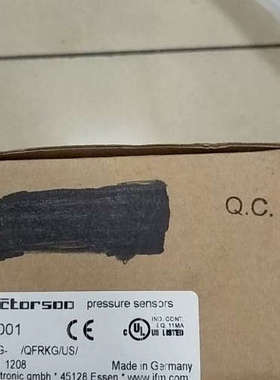 Q.C.
ctorsoo pressure sensors
001
CE c UL us LISTED IND. CONT. EQ. 11MA
G- /QFRKG/US/
1208 Made in Germany
tronic gmbh * 45128 Essen * www.ifm.com *